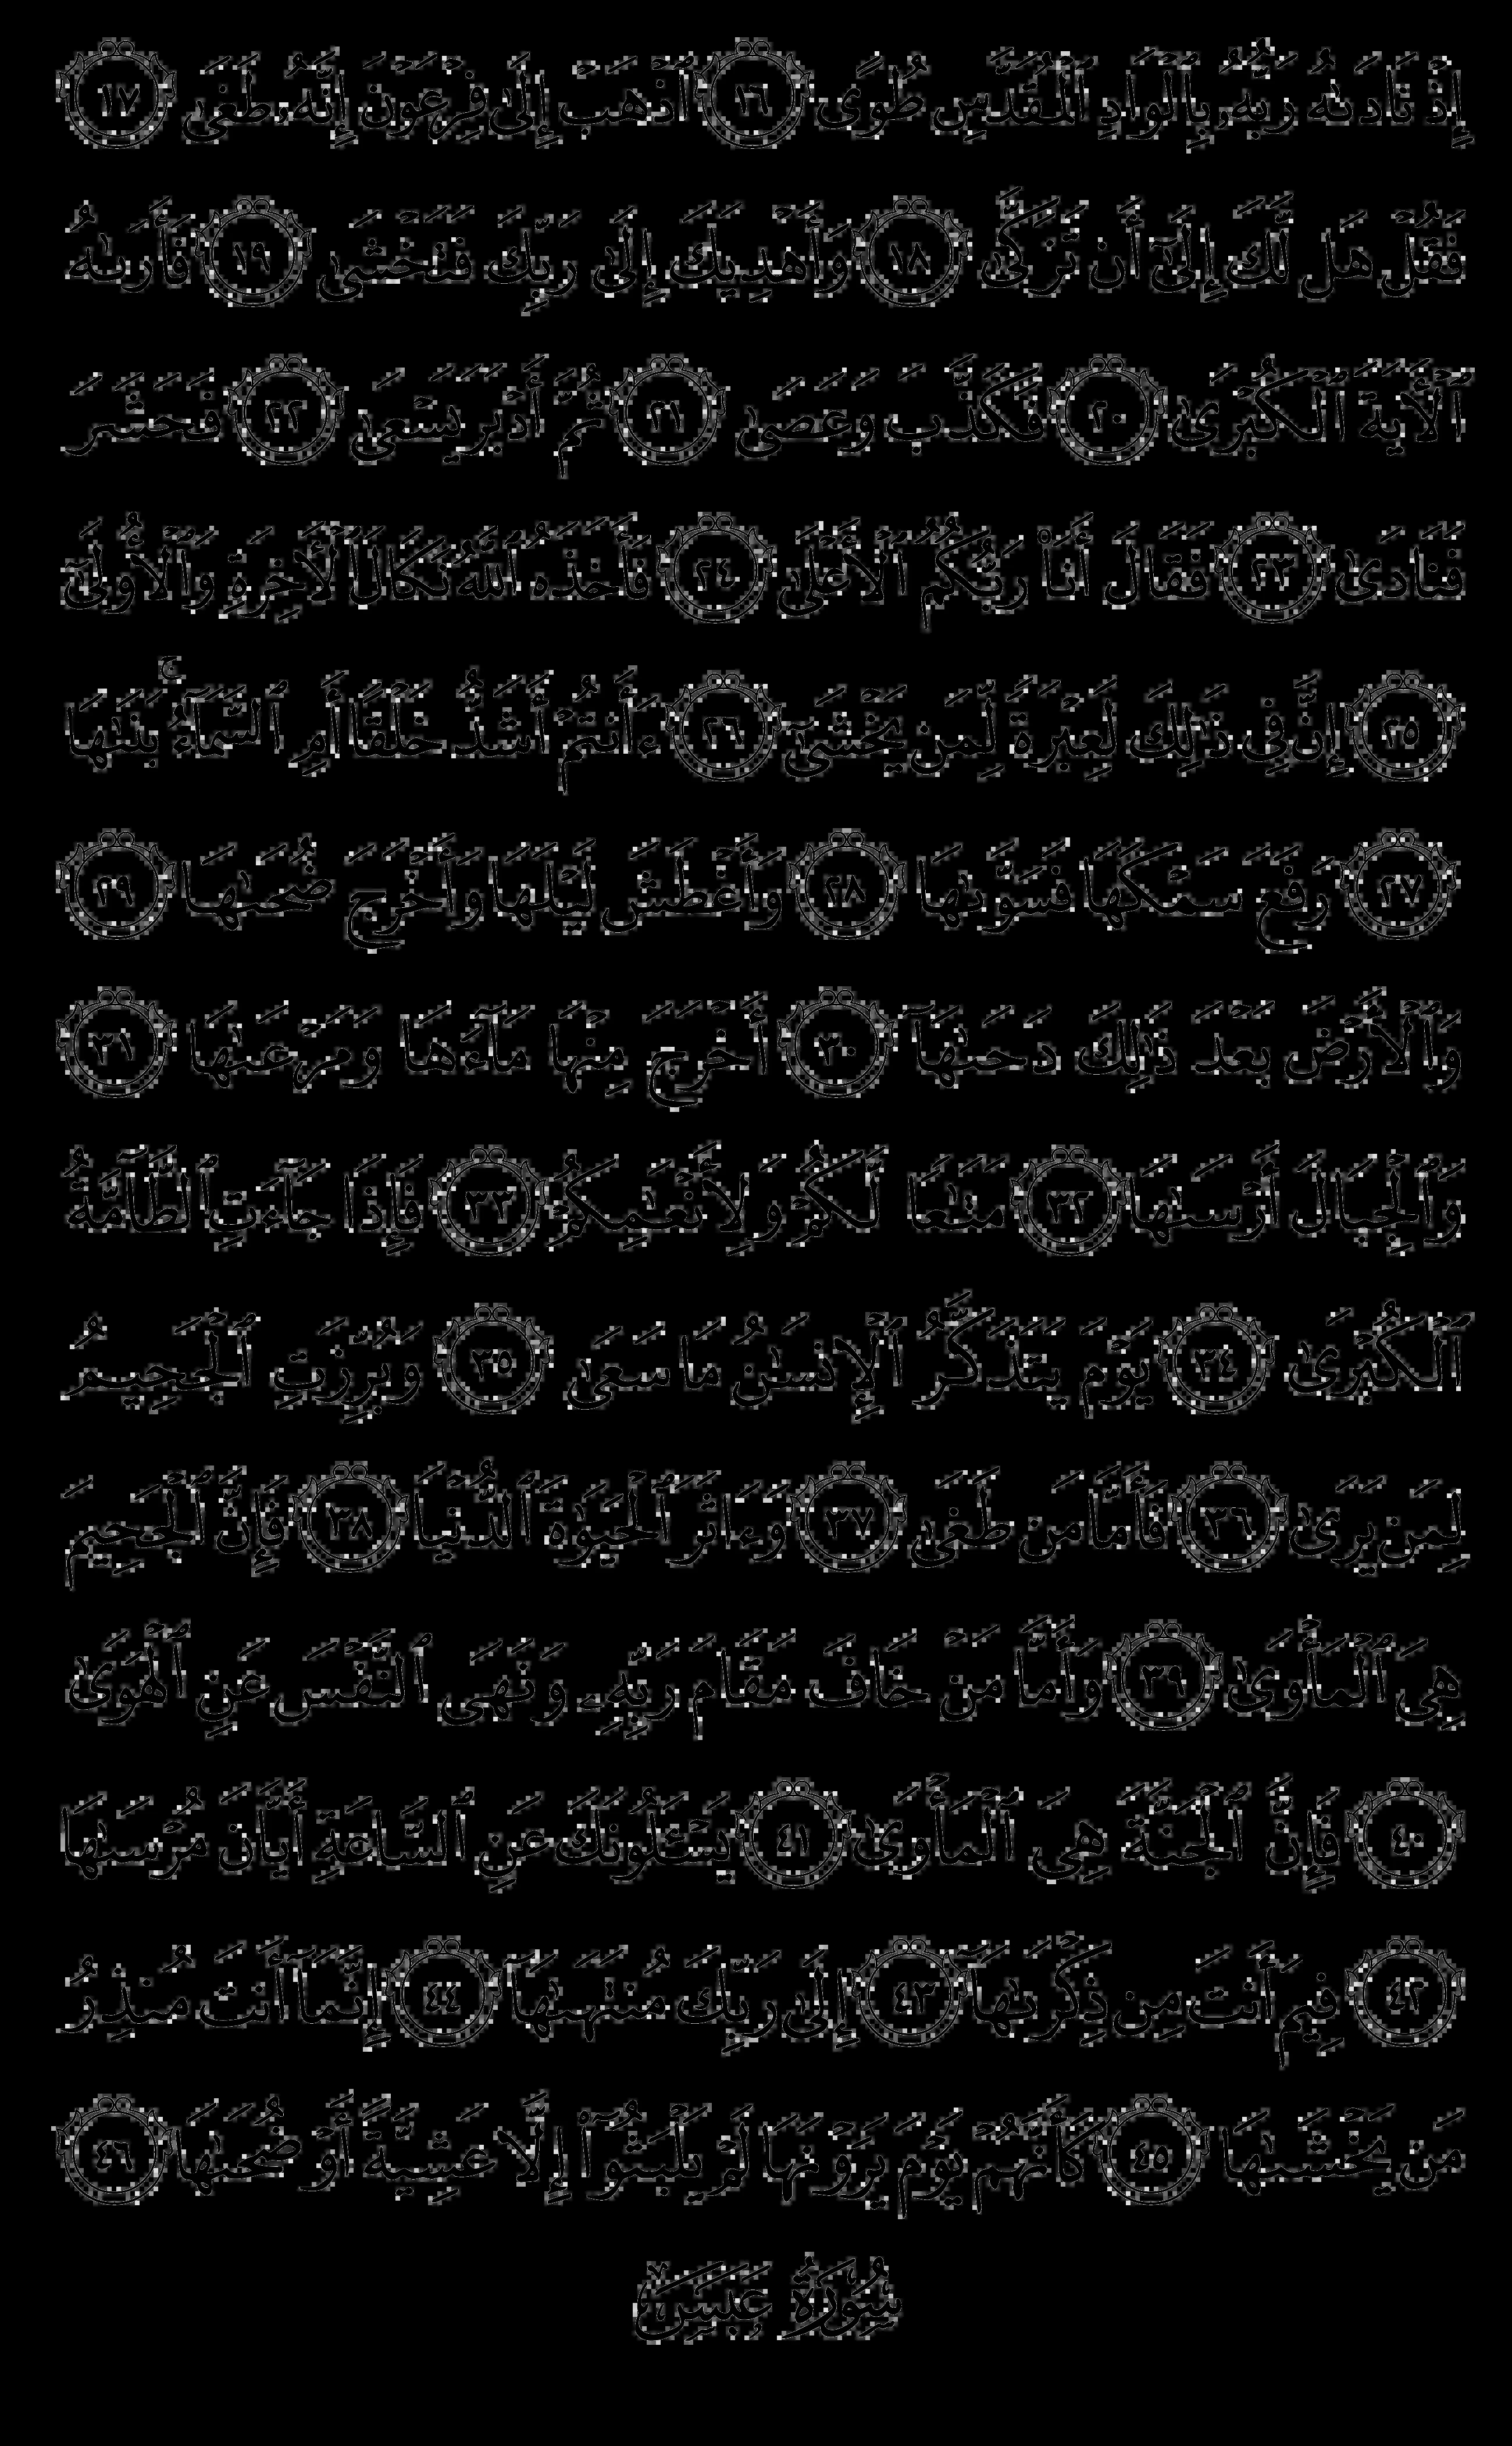 إِذْ نَادَىٰهُ رَبُّهُۥ بِٱلْوَادِ ٱلْمُقَدَّسِ طُوًى ١٦ ٱذْهَبْ إِلَىٰ فِرْعَوْنَ إِنَّهُۥ طَغَىٰ ١٧
فَقُلْ هَل لَّكَ إِلَىٰٓ أَن تَزَكَّىٰ ١٨ وَأَهْدِيَكَ إِلَىٰ رَبِّكَ فَتَخْشَىٰ ١٩ فَأَرَىٰهُ
ٱلْـَٔايَةَ ٱلْكُبْرَىٰ ٢٠ فَكَذَّبَ وَعَصَىٰ ٢١ ثُمَّ أَدْبَرَ يَسْعَىٰ ٢٢ فَحَشَرَ
فَنَادَىٰ ٢٣ فَقَالَ أَنَا۠ رَبُّكُمُ ٱلْأَعْلَىٰ ٢٤ فَأَخَذَهُ ٱللَّهُ نَكَالَ ٱلْـَٔاخِرَةِ وَٱلْأُولَىٰٓ
٢٥ إِنَّ فِى ذَٰلِكَ لَعِبْرَةً لِّمَن يَخْشَىٰٓ ٢٦ ءَأَنتُمْ أَشَدُّ خَلْقًا أَمِ ٱلسَّمَآءُ ۚ بَنَىٰهَا
٢٧ رَفَعَ سَمْكَهَا فَسَوَّىٰهَا ٢٨ وَأَغْطَشَ لَيْلَهَا وَأَخْرَجَ ضُحَىٰهَا ٢٩
وَٱلْأَرْضَ بَعْدَ ذَٰلِكَ دَحَىٰهَآ ٣٠ أَخْرَجَ مِنْهَا مَآءَهَا وَمَرْعَىٰهَا ٣١
وَٱلْجِبَالَ أَرْسَىٰهَا ٣٢ مَتَٰعًا لَّكُمْ وَلِأَنْعَٰمِكُمْ ٣٣ فَإِذَا جَآءَتِ ٱلطَّآمَّةُ
ٱلْكُبْرَىٰ ٣٤ يَوْمَ يَتَذَكَّرُ ٱلْإِنسَٰنُ مَا سَعَىٰ ٣٥ وَبُرِّزَتِ ٱلْجَحِيمُ
لِمَن يَرَىٰ ٣٦ فَأَمَّا مَن طَغَىٰ ٣٧ وَءَاثَرَ ٱلْحَيَوٰةَ ٱلدُّنْيَا ٣٨ فَإِنَّ ٱلْجَحِيمَ
هِىَ ٱلْمَأْوَىٰ ٣٩ وَأَمَّا مَنْ خَافَ مَقَامَ رَبِّهِۦ وَنَهَى ٱلنَّفْسَ عَنِ ٱلْهَوَىٰ
٤٠ فَإِنَّ ٱلْجَنَّةَ هِىَ ٱلْمَأْوَىٰ ٤١ يَسْـَٔلُونَكَ عَنِ ٱلسَّاعَةِ أَيَّانَ مُرْسَىٰهَا
٤٢ فِيمَ أَنتَ مِن ذِكْرَىٰهَآ ٤٣ إِلَىٰ رَبِّكَ مُنتَهَىٰهَآ ٤٤ إِنَّمَآ أَنتَ مُنذِرُ
مَن يَخْشَىٰهَا ٤٥ كَأَنَّهُمْ يَوْمَ يَرَوْنَهَا لَمْ يَلْبَثُوٓا۟ إِلَّا عَشِيَّةً أَوْ ضُحَىٰهَا ٤٦
سُورَةُ عَبَسَ